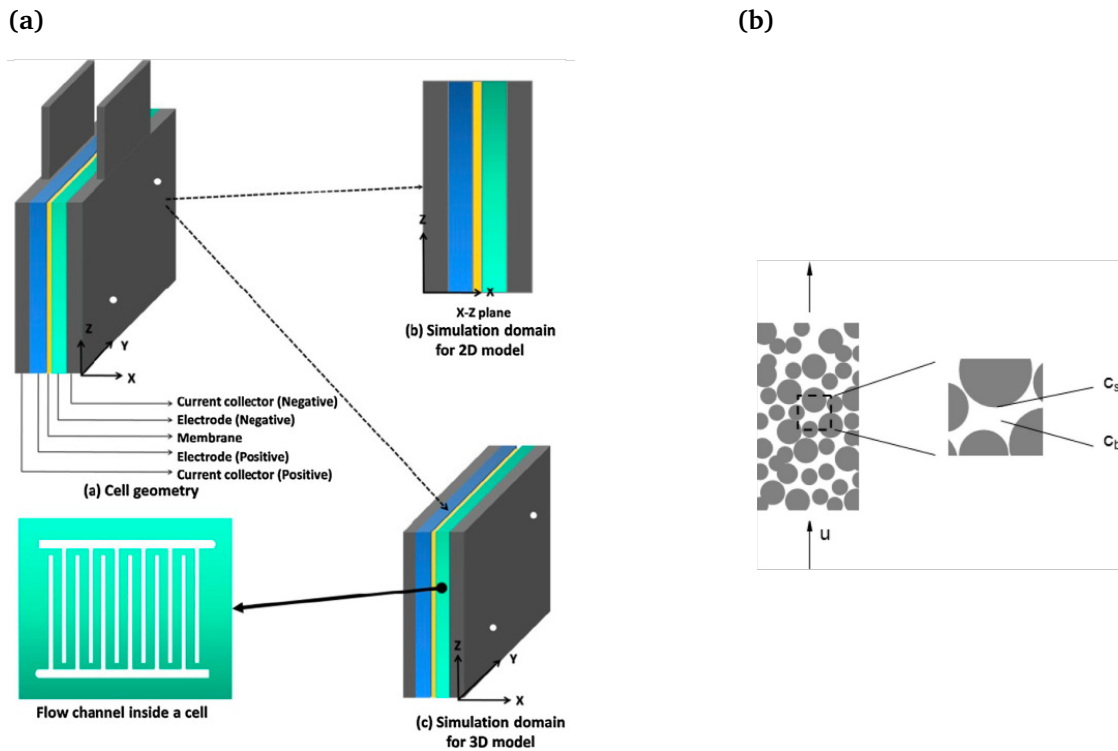 (a)
(b)
Z
X
X-Z plane
(b) Simulation domain
for 2D model
Z
Y
X
Current collector (Negative)
Electrode (Negative)
Membrane
Electrode (Positive)
Current collector (Positive)
(a) Cell geometry
Flow channel inside a cell
Z
Y
X
(c) Simulation domain
for 3D model
cs
cb
u